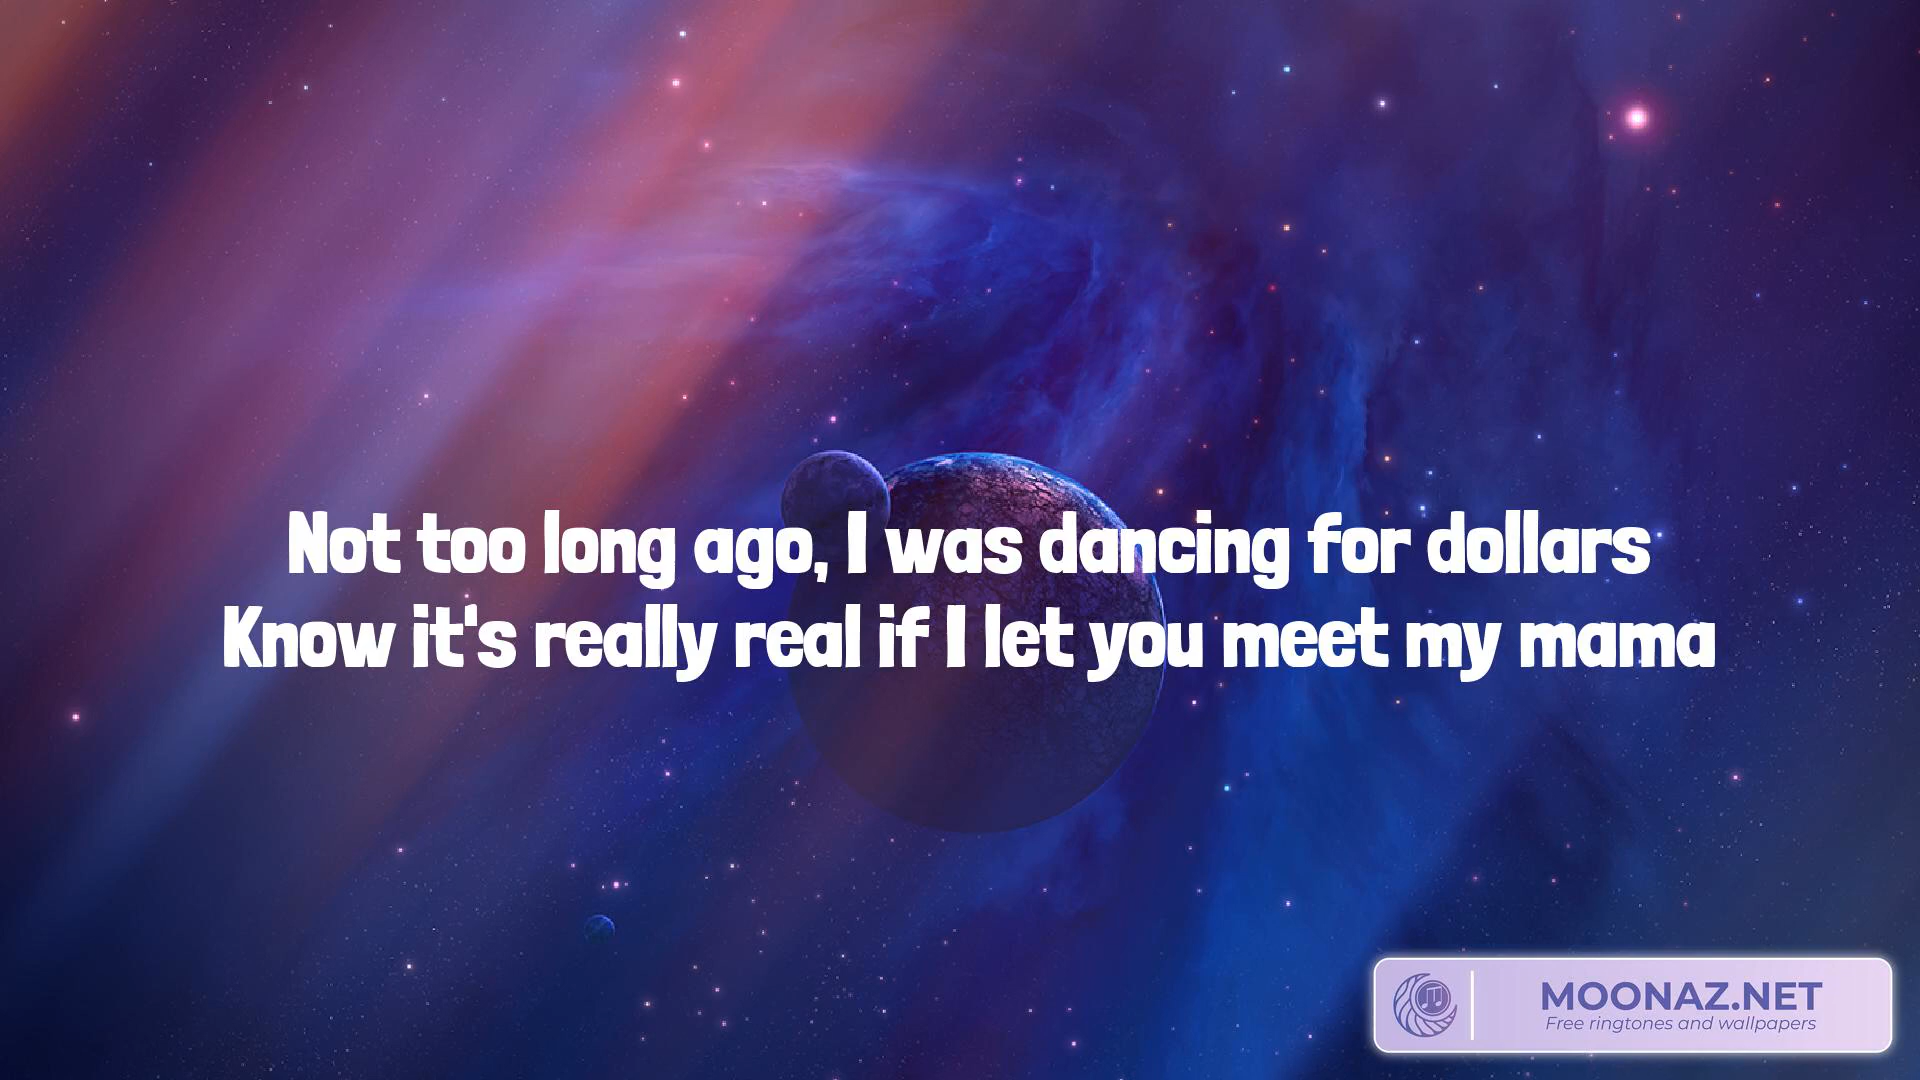 Not too long ago, I was dancing for dollars
Know it's really real if I let you meet my mama
MOONAZ.NET
Free ringtones and wallpapers